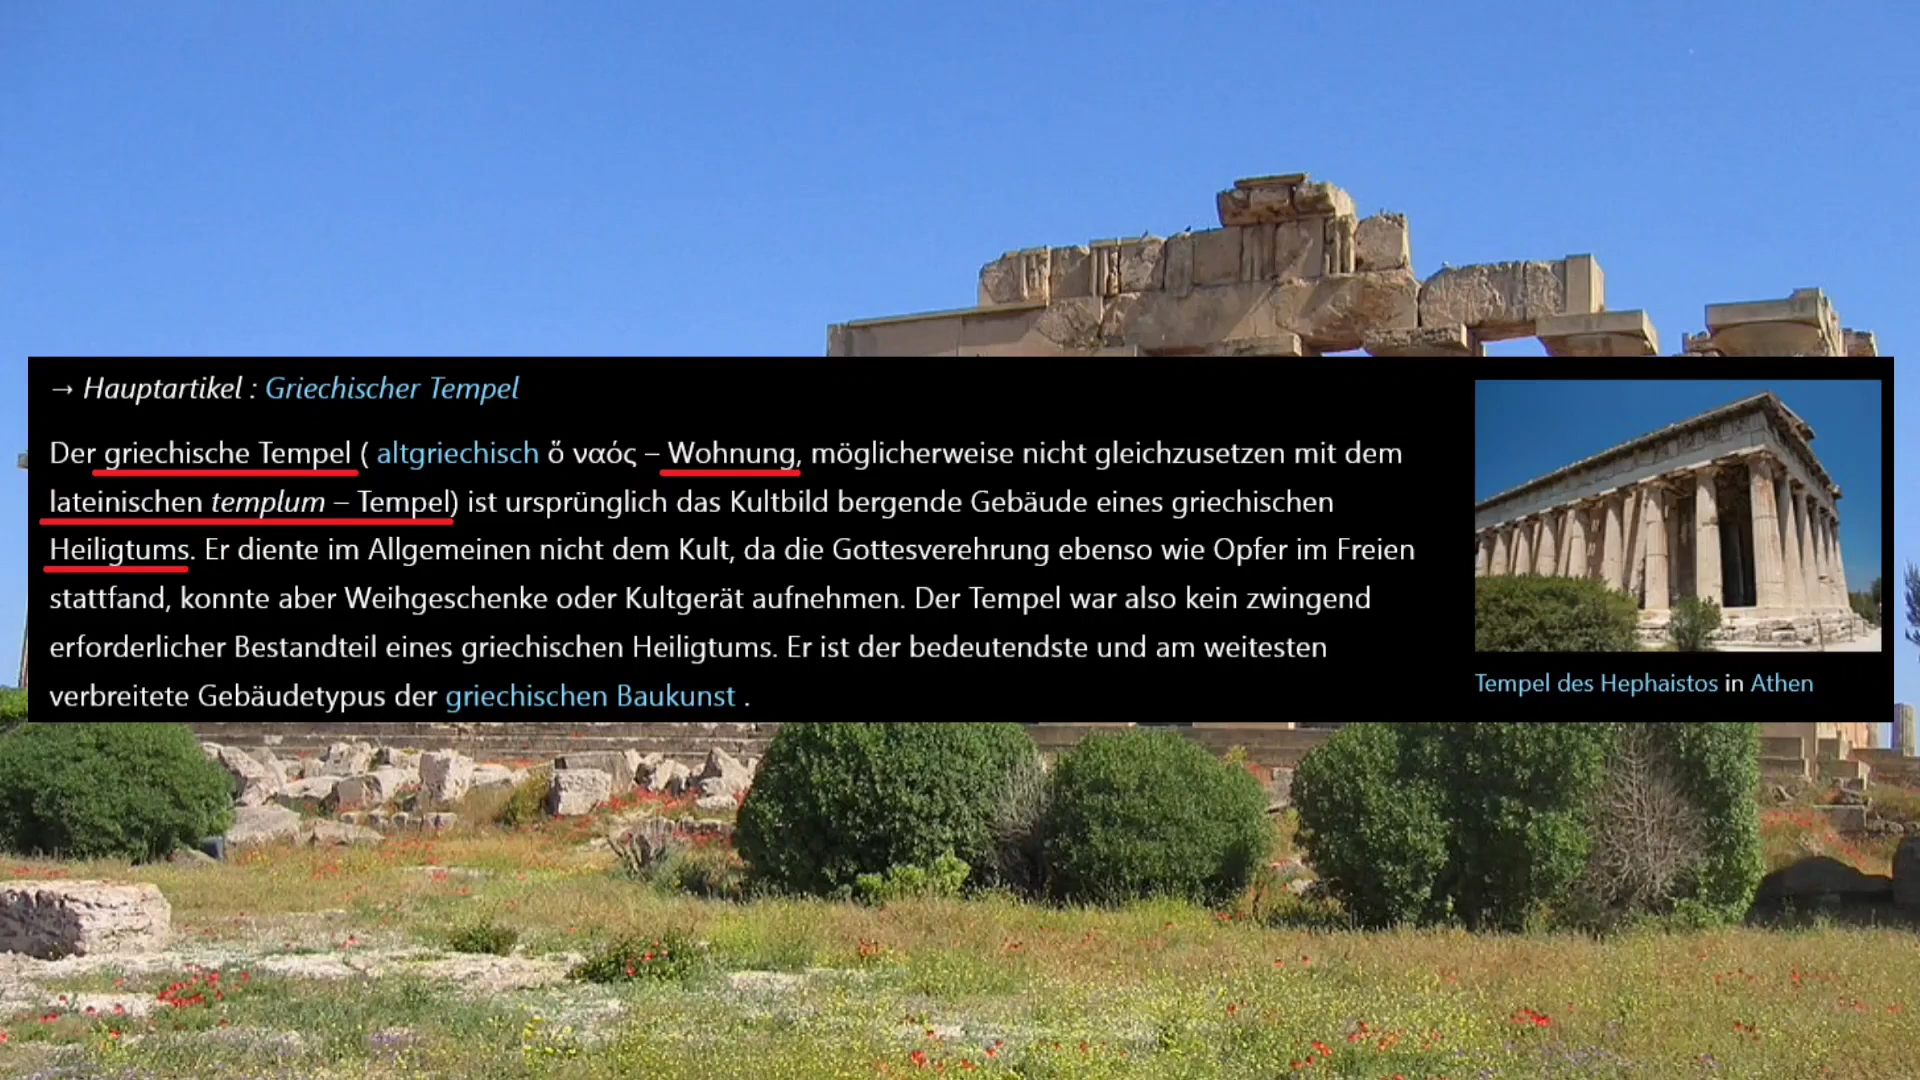 → Hauptartikel : Griechischer Tempel
Der griechische Tempel ( altgriechisch ὅ ναός – Wohnung, möglicherweise nicht gleichzusetzen mit dem
lateinischen templum – Tempel) ist ursprünglich das Kultbild bergende Gebäude eines griechischen
Heiligtums. Er diente im Allgemeinen nicht dem Kult, da die Gottesverehrung ebenso wie Opfer im Freien
stattfand, konnte aber Weihgeschenke oder Kultgerät aufnehmen. Der Tempel war also kein zwingend
erforderlicher Bestandteil eines griechischen Heiligtums. Er ist der bedeutendste und am weitesten
verbreitete Gebäudetypus der griechischen Baukunst .
Tempel des Hephaistos in Athen